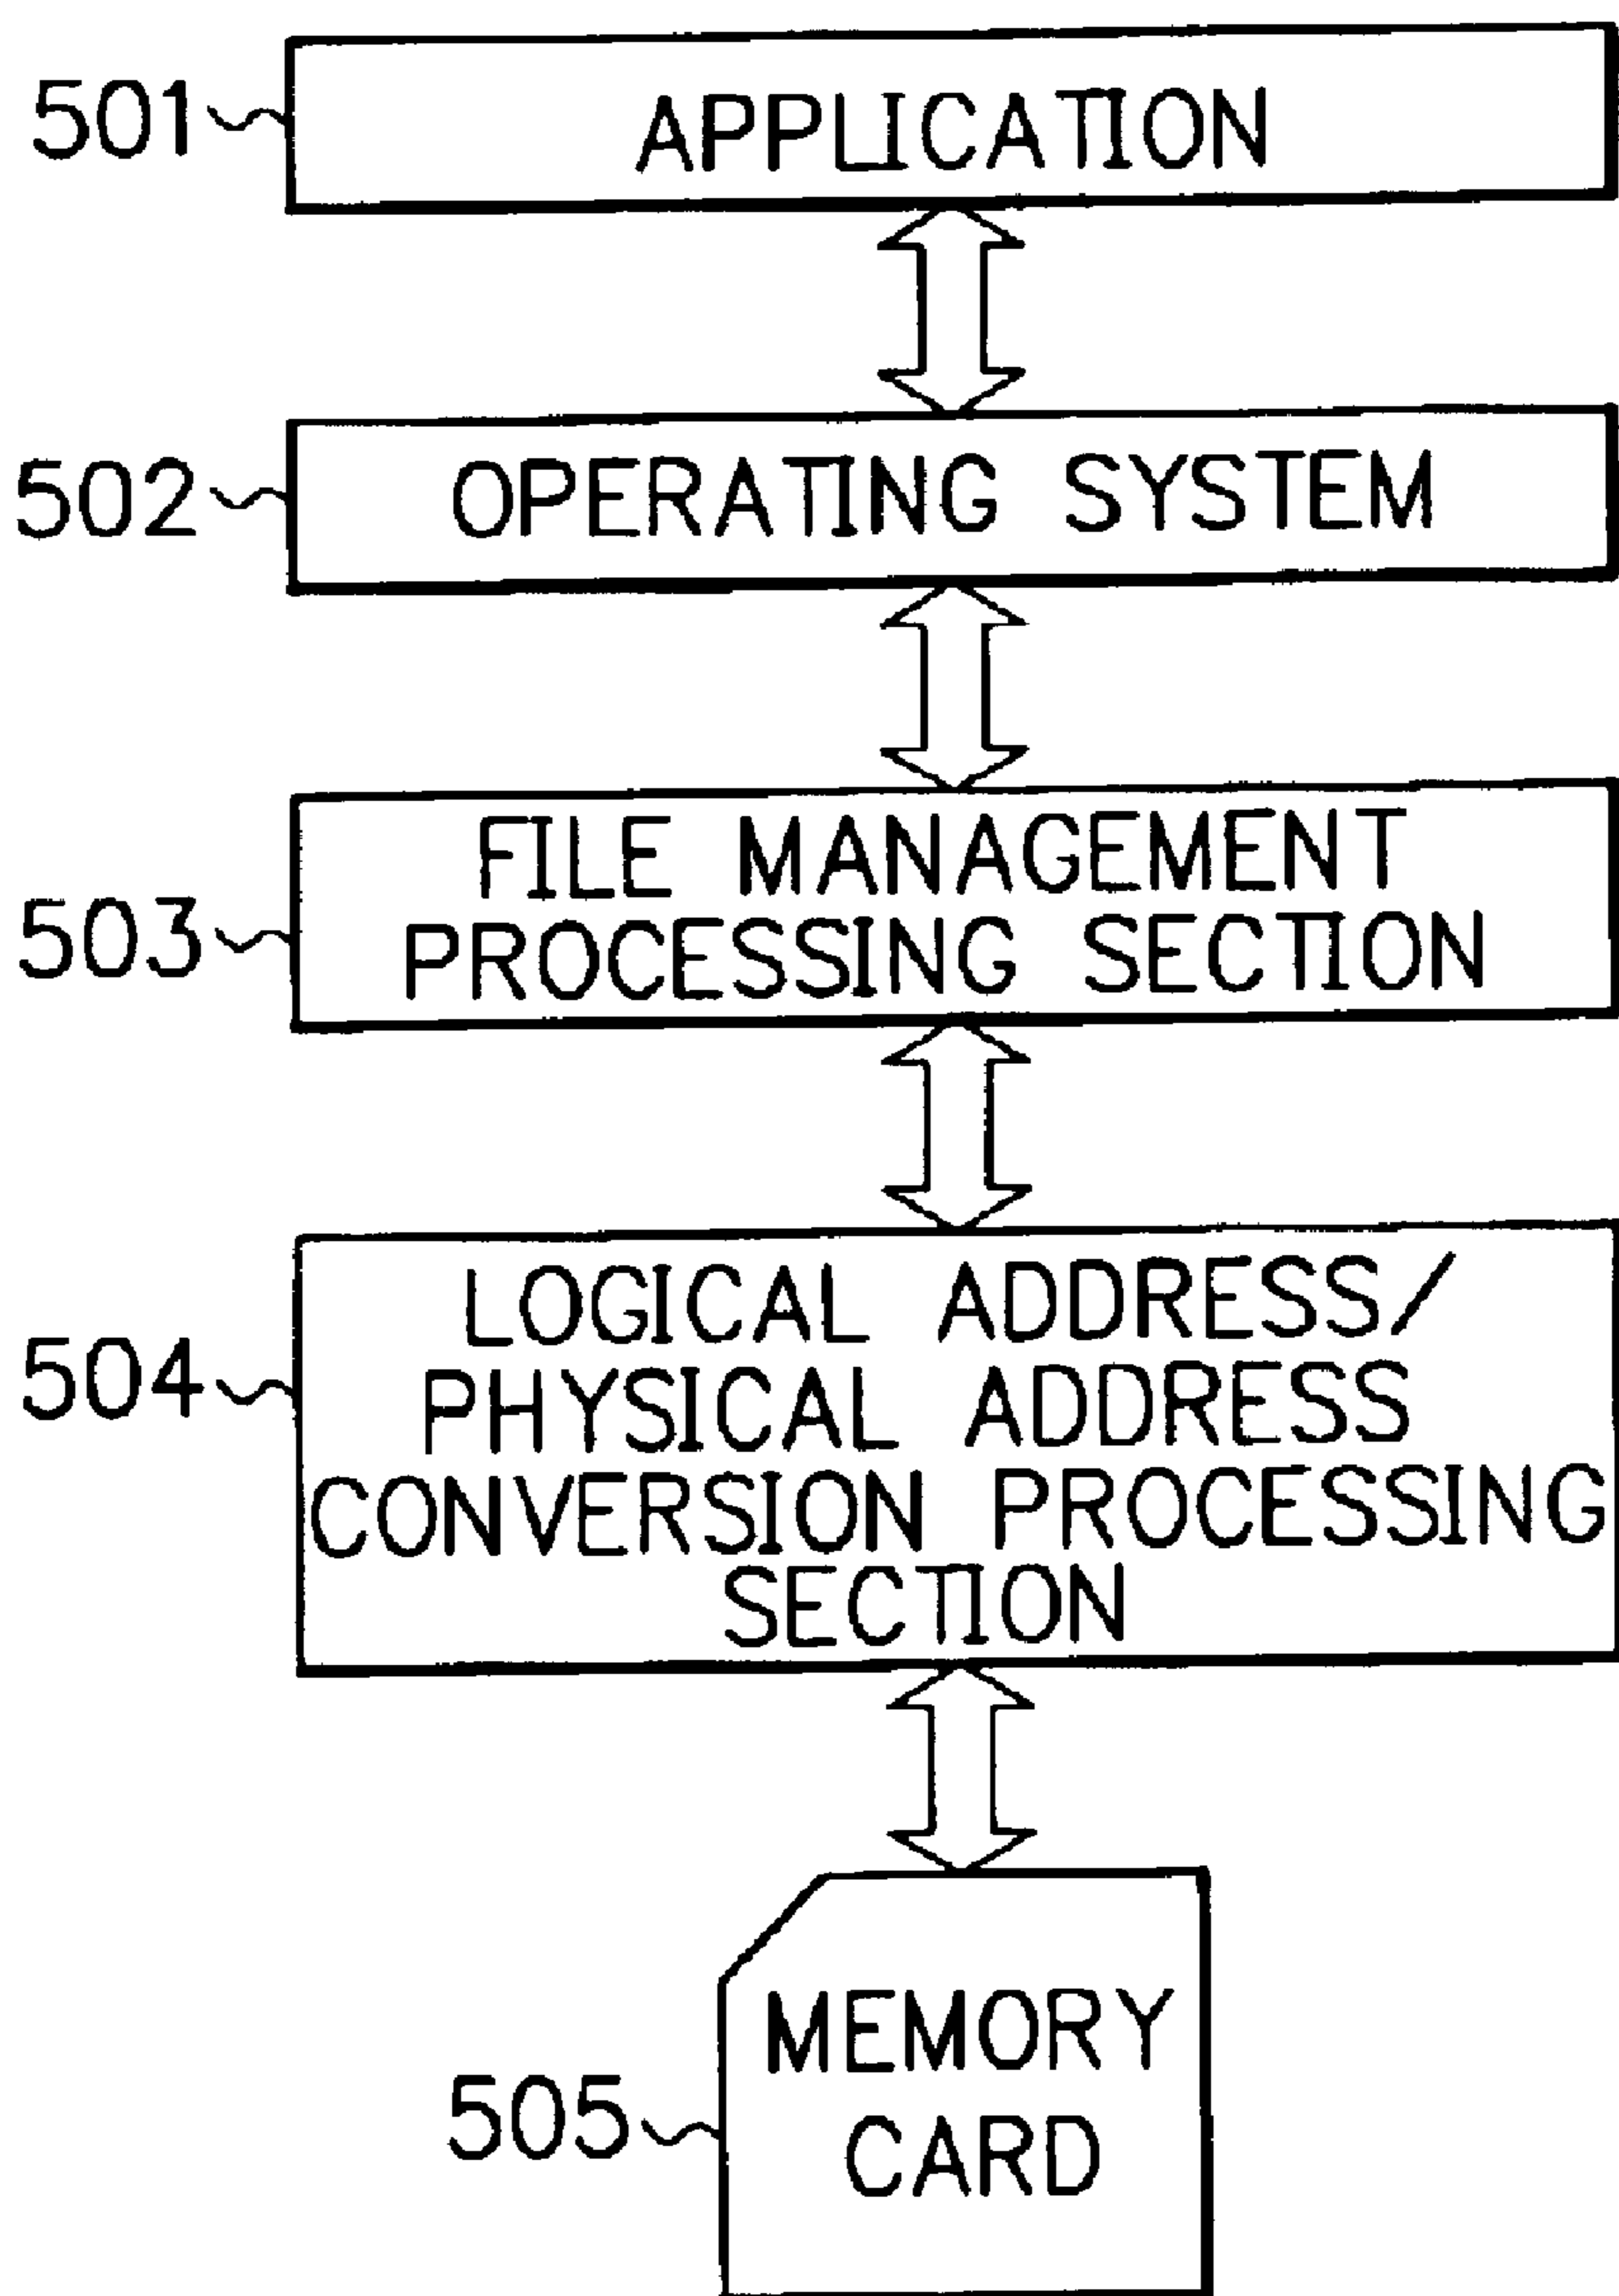 501
APPLICATION
502
OPERATING SYSTEM
503
FILE MANAGEMENT
PROCESSING SECTION
504
LOGICAL ADDRESS/
PHYSICAL ADDRESS
CONVERSION PROCESSING
SECTION
505
MEMORY
CARD